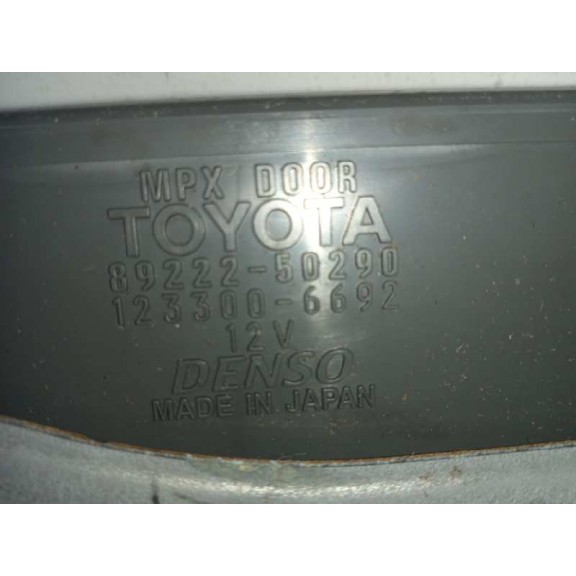 MPX DOOR
TOYOTA
89222-50290
123300-6692
12V
DENSO
MADE IN JAPAN